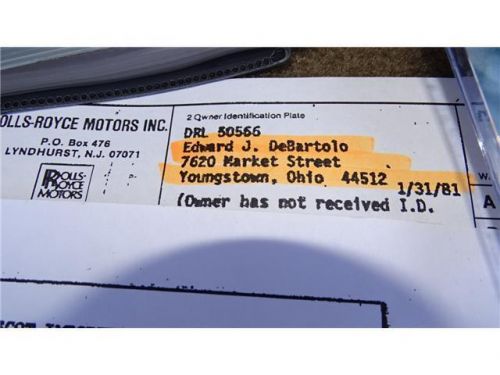 OLLS-ROYCE MOTORS INC.
P.O. Box 476
LYNDHURST, N.J. 07071
ROLLS-
ROYCE
MOTORS
2 Owner Identification Plate
DRL 50566
Edward J. DeBartolo
7620 Market Street
Youngstown, Ohio 44512 1/31/81
(Owner has not received I.D.
W.
A